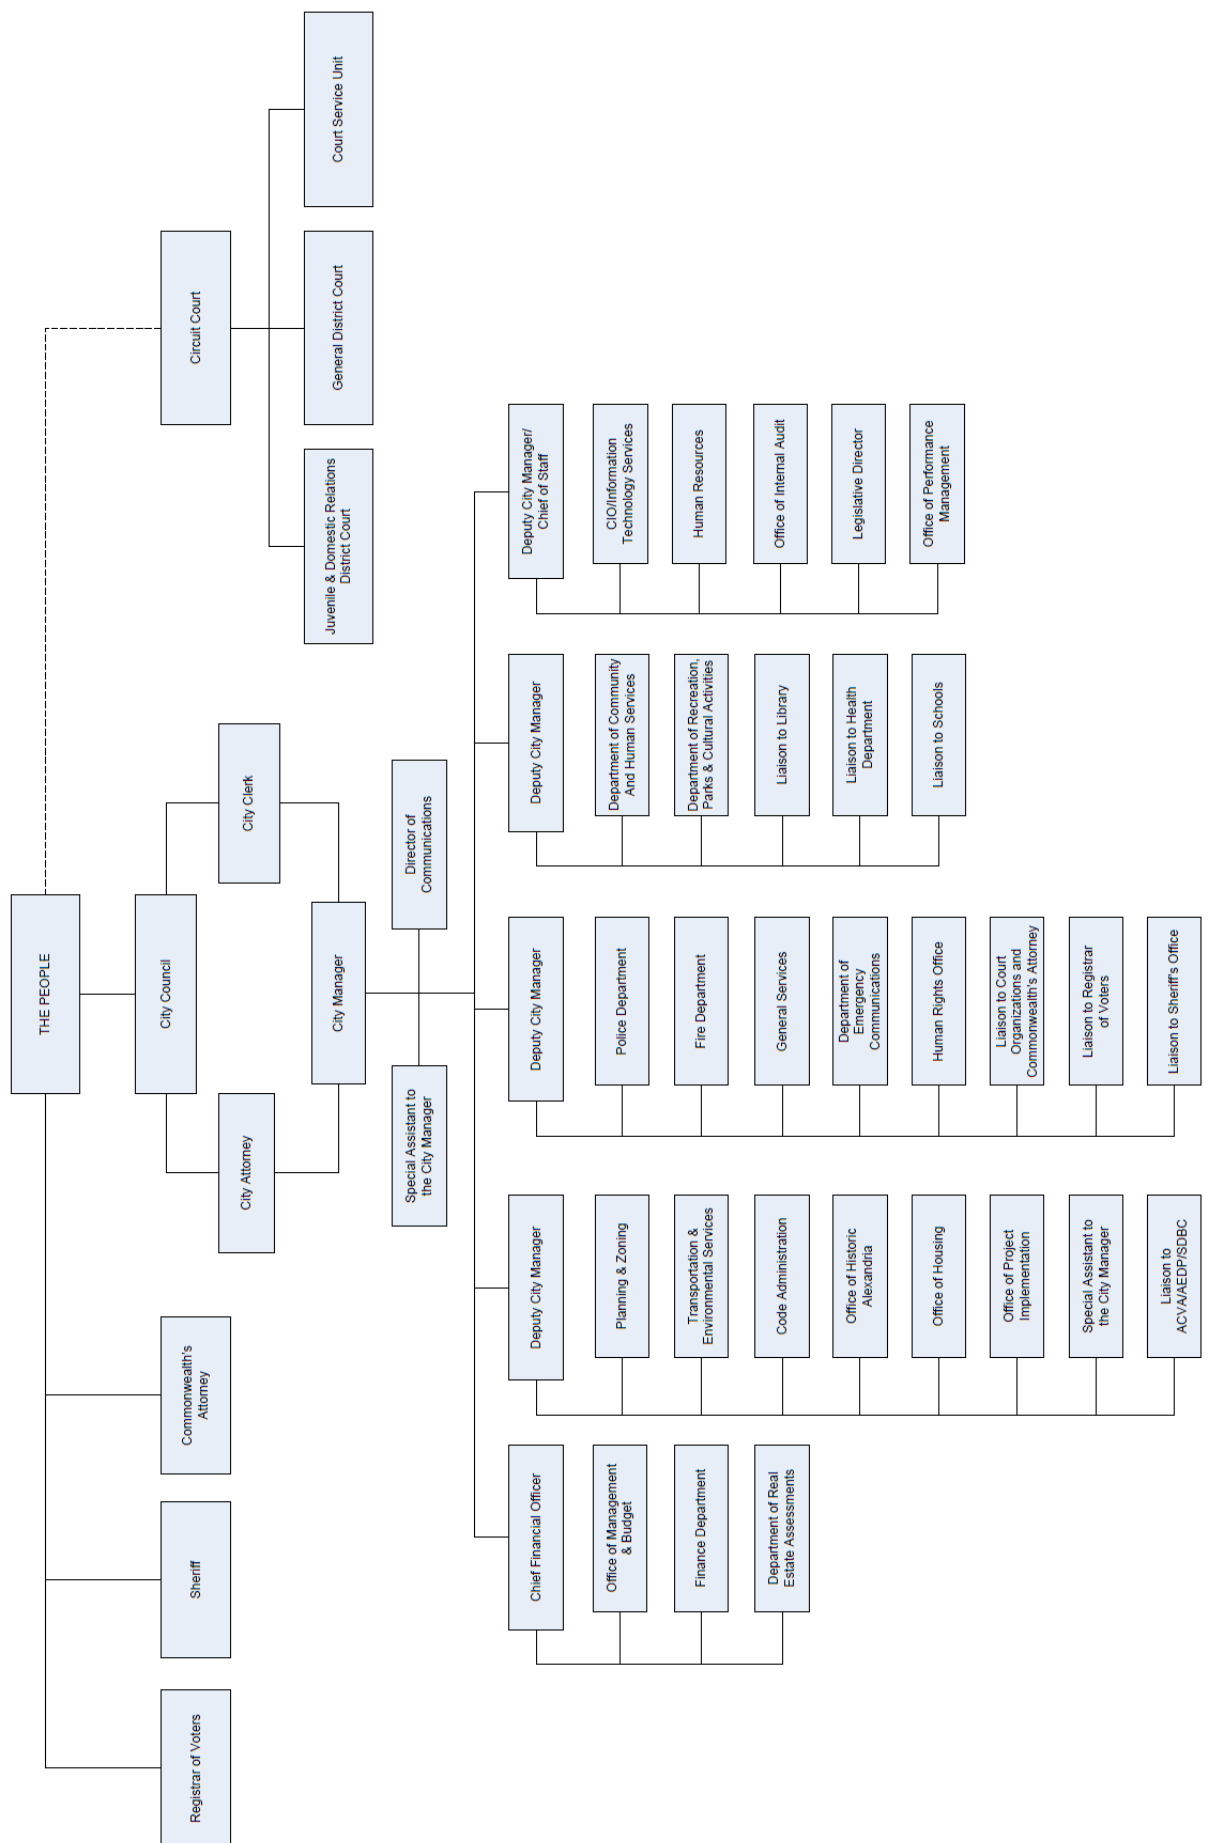 THE PEOPLE
Registrar of Voters
Sheriff
Commonwealth's
Attorney
City Council
Circuit Court
City Attorney
City Clerk
Juvenile & Domestic Relations
District Court
General District Court
Court Service Unit
City Manager
Special Assistant to
the City Manager
Director of
Communications
Chief Financial Officer
Office of Management
& Budget
Finance Department
Department of Real
Estate Assessments
Deputy City Manager
Planning & Zoning
Transportation &
Environmental Services
Code Administration
Office of Historic
Alexandria
Office of Housing
Office of Project
Implementation
Special Assistant to
the City Manager
Liaison to
ACVA/AEDP/SDBC
Deputy City Manager
Police Department
Fire Department
General Services
Department of
Emergency
Communications
Human Rights Office
Liaison to Court
Organizations and
Commonwealth's Attorney
Liaison to Registrar
of Voters
Liaison to Sheriff's Office
Deputy City Manager
Department of Community
And Human Services
Department of Recreation,
Parks & Cultural Activities
Liaison to Library
Liaison to Health
Department
Liaison to Schools
Deputy City Manager/
Chief of Staff
CIO/Information
Technology Services
Human Resources
Office of Internal Audit
Legislative Director
Office of Performance
Management